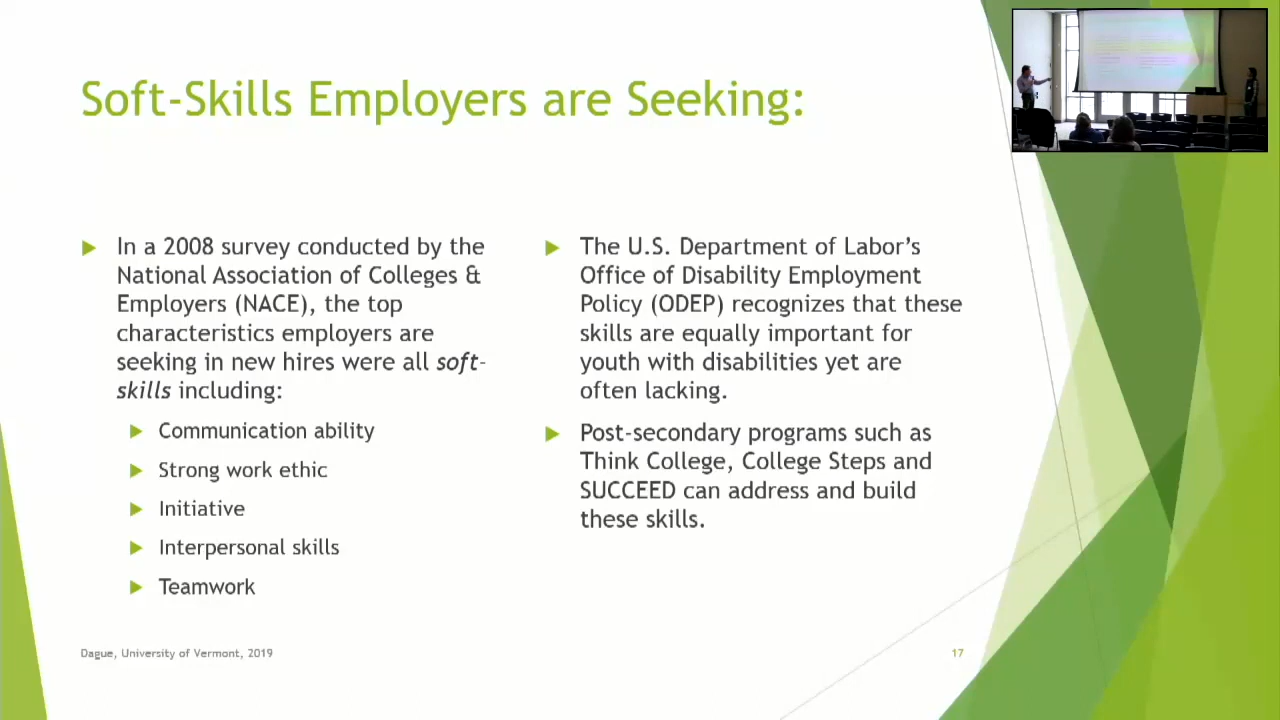 Soft-Skills Employers are Seeking:
In a 2008 survey conducted by the
National Association of Colleges &
Employers (NACE), the top
characteristics employers are
seeking in new hires were all soft-
skills including:
Communication ability
Strong work ethic
Initiative
Interpersonal skills
Teamwork
The U.S. Department of Labor’s
Office of Disability Employment
Policy (ODEP) recognizes that these
skills are equally important for
youth with disabilities yet are
often lacking.
Post-secondary programs such as
Think College, College Steps and
SUCCEED can address and build
these skills.
Dague, University of Vermont, 2019
17